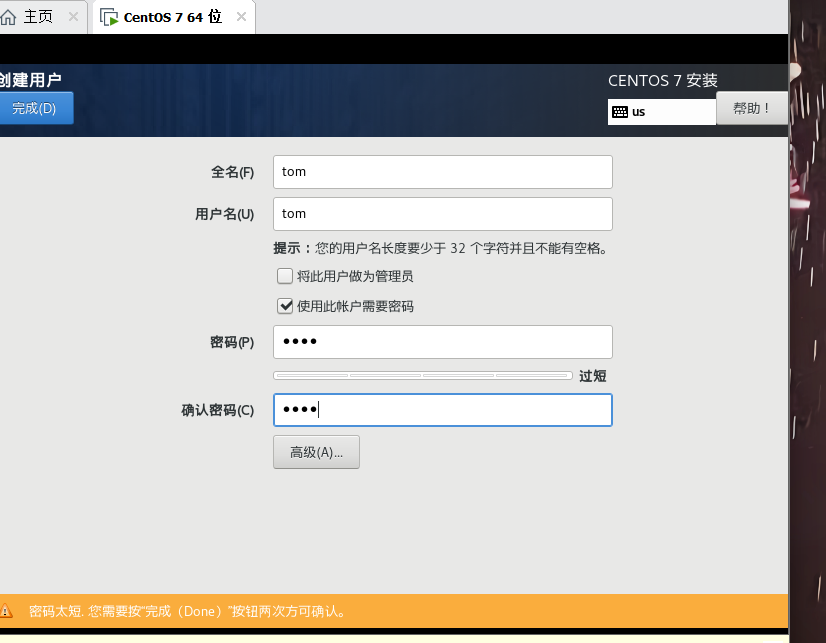 主页
CentOS 7 64 位
创建用户
CENTOS 7 安装
完成(D)
us
帮助！
全名(F)
tom
用户名(U)
tom
提示：您的用户名长度要少于 32 个字符并且不能有空格。
将此用户做为管理员
使用此帐户需要密码
密码(P)
••••
过短
确认密码(C)
••••
高级(A)...
密码太短. 您需要按“完成（Done）”按钮两次方可确认。